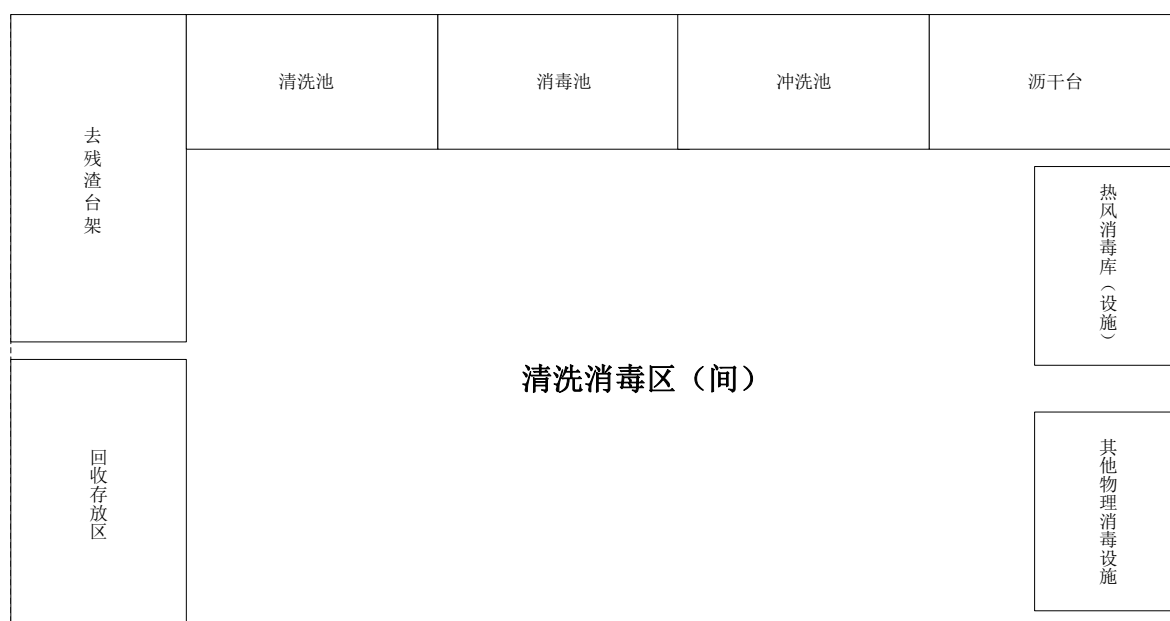 清洗池
消毒池
冲洗池
沥干台
去残渣台架
热风消毒库（设施）
清洗消毒区（间）
回收存放区
其他物理消毒设施